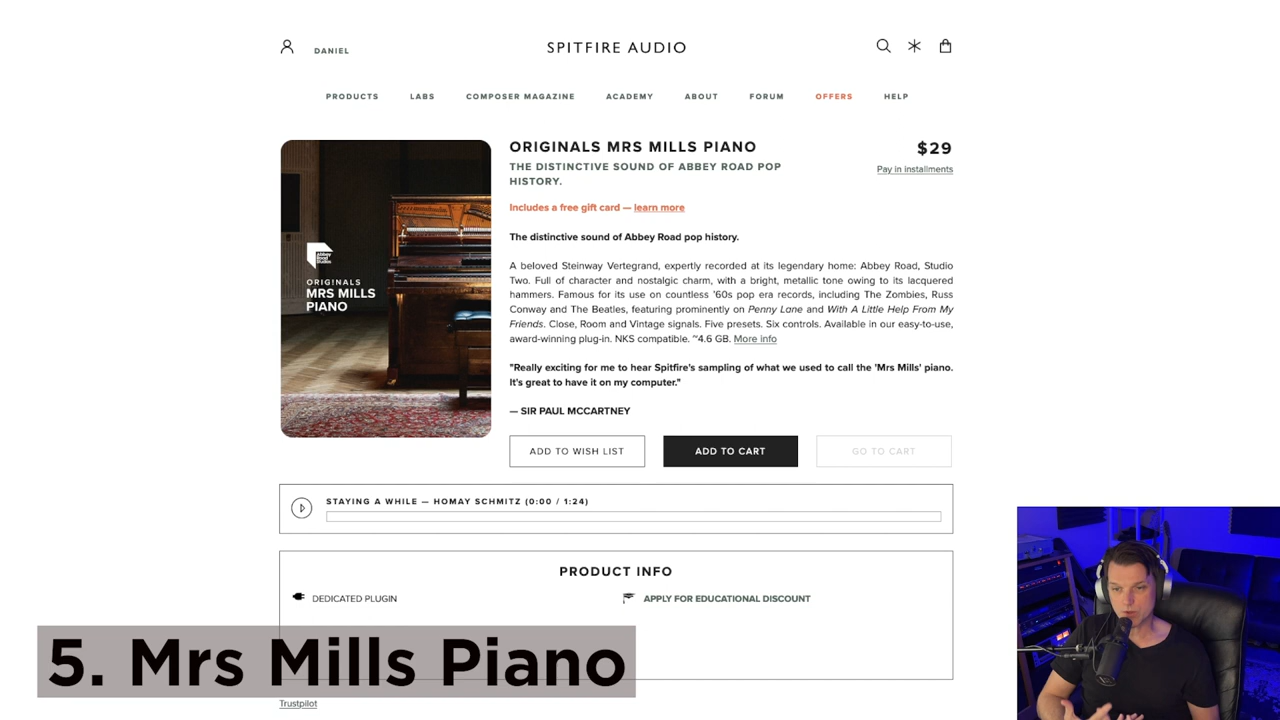 DANIEL
SPITFIRE AUDIO
PRODUCTS LABS COMPOSER MAGAZINE ACADEMY ABOUT FORUM OFFERS HELP
ORIGINALS MRS MILLS PIANO
$29
THE DISTINCTIVE SOUND OF ABBEY ROAD POP
HISTORY.
Pay in installments
Includes a free gift card — learn more
The distinctive sound of Abbey Road pop history.
A beloved Steinway Vertegrand, expertly recorded at its legendary home: Abbey Road, Studio
Two. Full of character and nostalgic charm, with a bright, metallic tone owing to its lacquered
hammers. Famous for its use on countless '60s pop era records, including The Zombies, Russ
Conway and The Beatles, featuring prominently on Penny Lane and With A Little Help From My
Friends. Close, Room and Vintage signals. Five presets. Six controls. Available in our easy-to-use,
award-winning plug-in. NKS compatible. ~4.6 GB. More info
"Really exciting for me to hear Spitfire's sampling of what we used to call the 'Mrs Mills' piano.
It's great to have it on my computer."
— SIR PAUL MCCARTNEY
Abbey
Road
Studios
ORIGINALS
MRS MILLS
PIANO
ADD TO WISH LIST
ADD TO CART
GO TO CART
STAYING A WHILE — HOMAY SCHMITZ (0:00 / 1:24)
PRODUCT INFO
DEDICATED PLUGIN
APPLY FOR EDUCATIONAL DISCOUNT
5. Mrs Mills Piano
Trustpilot